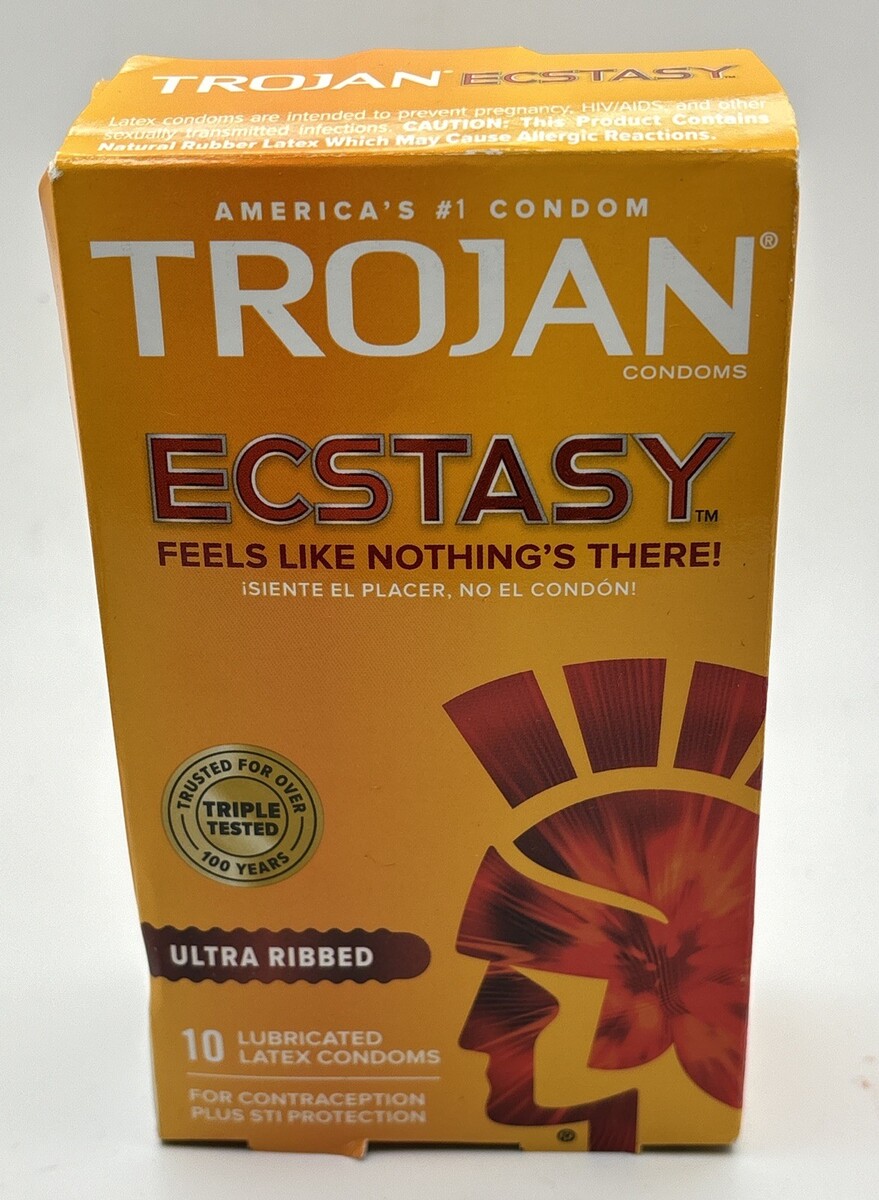 TROJAN® ECSTASY™
Latex condoms are intended to prevent pregnancy, HIV/AIDS, and other
sexually transmitted infections. CAUTION: This Product Contains
Natural Rubber Latex Which May Cause Allergic Reactions.
AMERICA'S #1 CONDOM
TROJAN®
CONDOMS
ECSTASY™
FEELS LIKE NOTHING'S THERE!
¡SIENTE EL PLACER, NO EL CONDÓN!
TRUSTED FOR OVER
TRIPLE
TESTED
100 YEARS
ULTRA RIBBED
10 LUBRICATED
LATEX CONDOMS
FOR CONTRACEPTION
PLUS STI PROTECTION
®